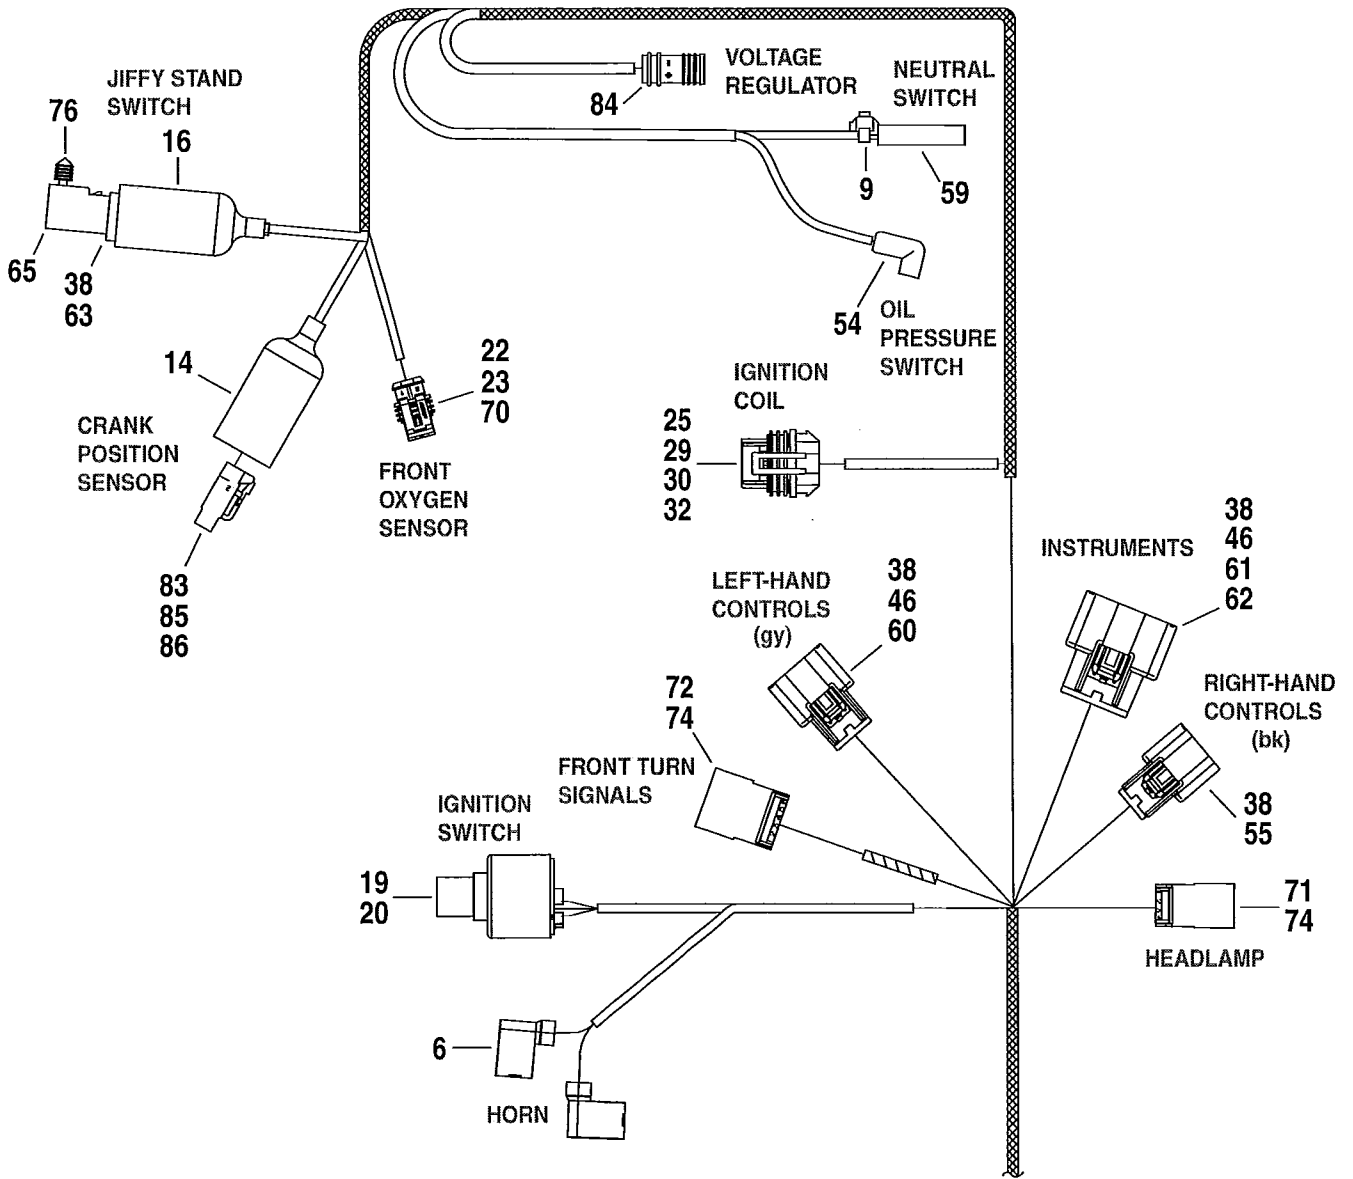 JIFFY STAND
SWITCH
76
16
65
38
63
VOLTAGE
REGULATOR
84
NEUTRAL
SWITCH
9
59
54
OIL
PRESSURE
SWITCH
14
CRANK
POSITION
SENSOR
83
85
86
22
23
70
FRONT
OXYGEN
SENSOR
IGNITION
COIL
25
29
30
32
INSTRUMENTS
38
46
61
62
LEFT-HAND
CONTROLS
(gy)
38
46
60
RIGHT-HAND
CONTROLS
(bk)
38
55
72
74
FRONT TURN
SIGNALS
IGNITION
SWITCH
19
20
71
74
HEADLAMP
6
HORN